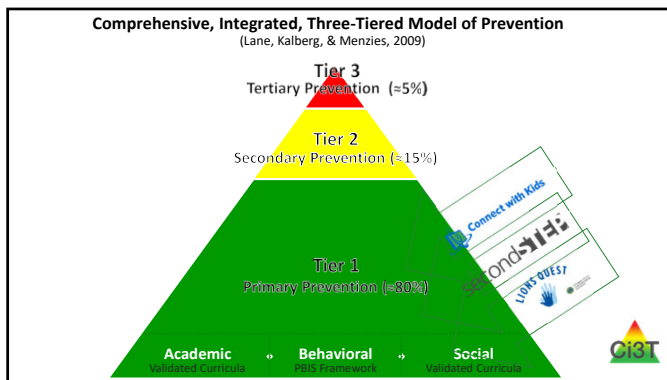 Comprehensive, Integrated, Three-Tiered Model of Prevention
(Lane, Kalberg, & Menzies, 2009)
Tier 3
Tertiary Prevention (≈5%)
Tier 2
Secondary Prevention (≈15%)
Tier 1
Primary Prevention (≈80%)
Connect with Kids
secondSTEP
LIONS QUEST
Academic ↔ Behavioral ↔ Social
Validated Curricula PBIS Framework Validated Curricula
Ci3T